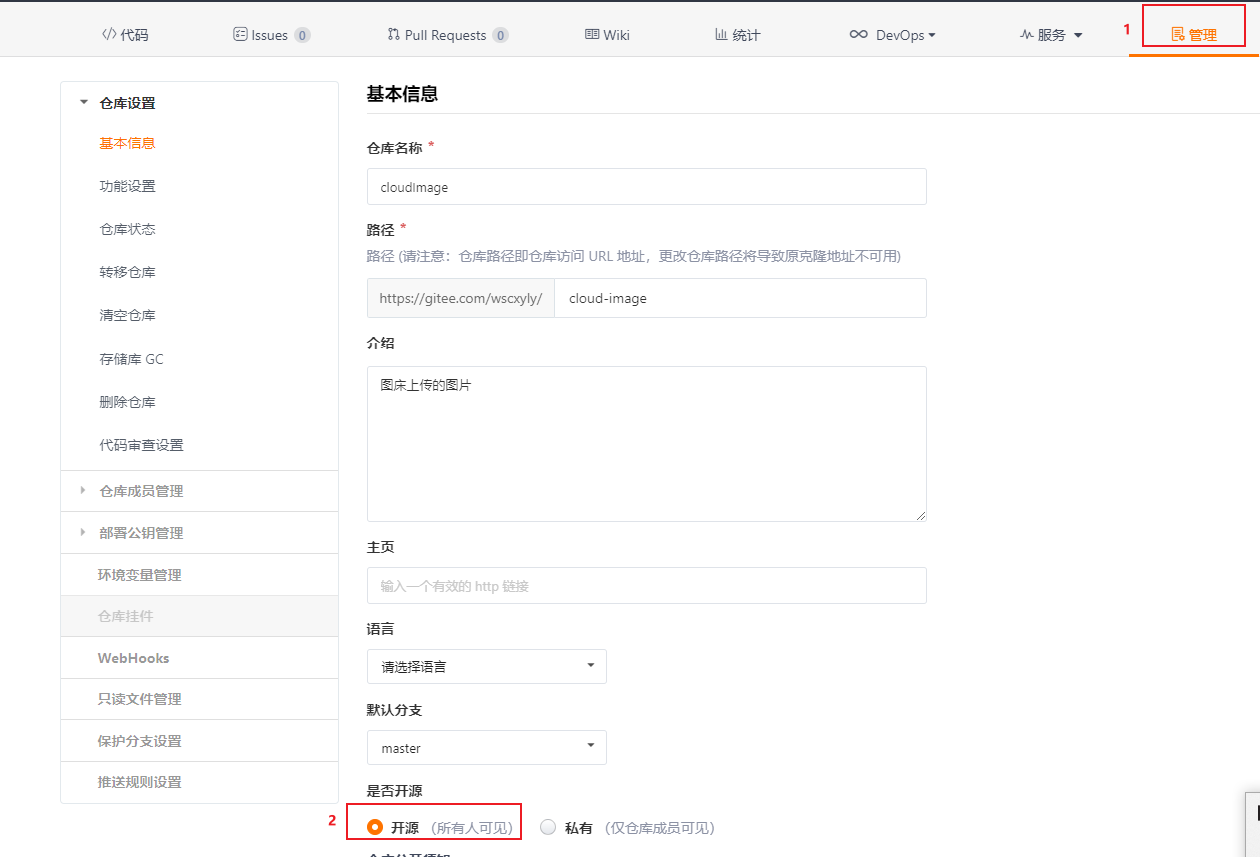 代码 Issues 0 Pull Requests 0 Wiki 统计 DevOps 服务 1 管理
仓库设置
基本信息
功能设置
仓库状态
转移仓库
清空仓库
存储库 GC
删除仓库
代码审查设置
仓库成员管理
部署公钥管理
环境变量管理
仓库挂件
WebHooks
只读文件管理
保护分支设置
推送规则设置
基本信息
仓库名称 *
cloudImage
路径 *
路径 (请注意：仓库路径即仓库访问 URL 地址，更改仓库路径将导致原克隆地址不可用)
https://gitee.com/wscxyly/ cloud-image
介绍
图床上传的图片
主页
输入一个有效的 http 链接
语言
请选择语言
默认分支
master
是否开源
2 开源 (所有人可见) 私有 (仅仓库成员可见)